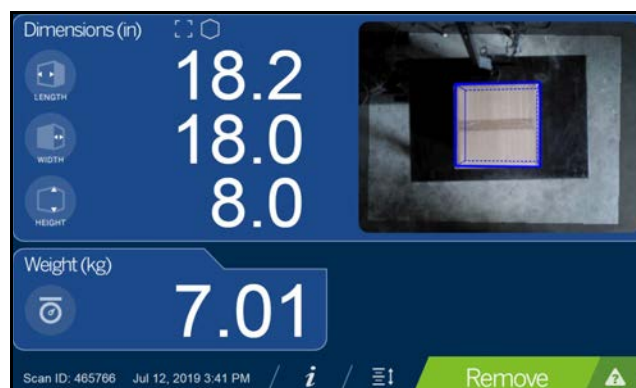 Dimensions (in)
LENGTH
18.2
WIDTH
18.0
HEIGHT
8.0
Weight (kg)
7.01
Scan ID: 465766 Jul 12, 2019 3:41 PM / i / Remove ?